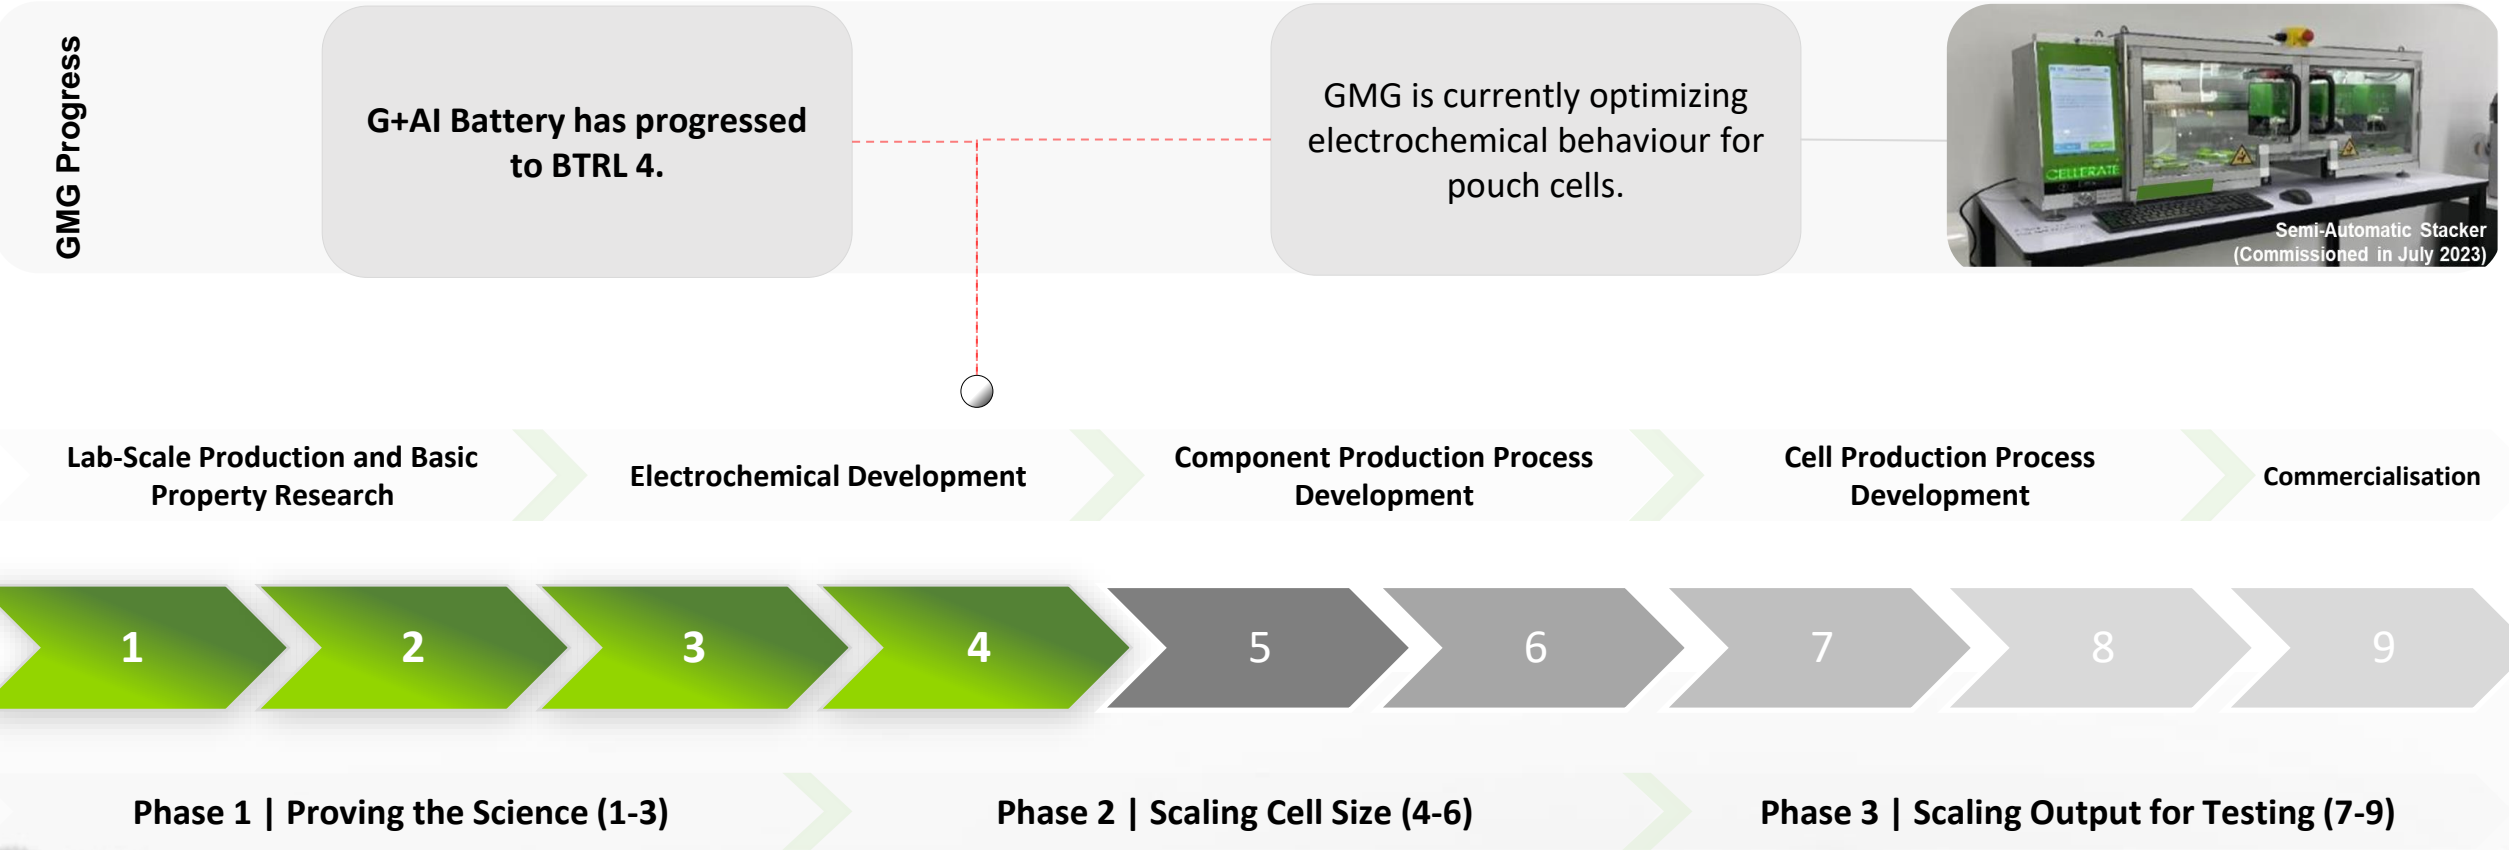 GMG Progress
G+AI Battery has progressed
to BTRL 4.
GMG is currently optimizing
electrochemical behaviour for
pouch cells.
CELLERATE
Semi-Automatic Stacker
(Commissioned in July 2023)
Lab-Scale Production and Basic
Property Research
Electrochemical Development
Component Production Process
Development
Cell Production Process
Development
Commercialisation
1
2
3
4
5
6
7
8
9
Phase 1 | Proving the Science (1-3)
Phase 2 | Scaling Cell Size (4-6)
Phase 3 | Scaling Output for Testing (7-9)